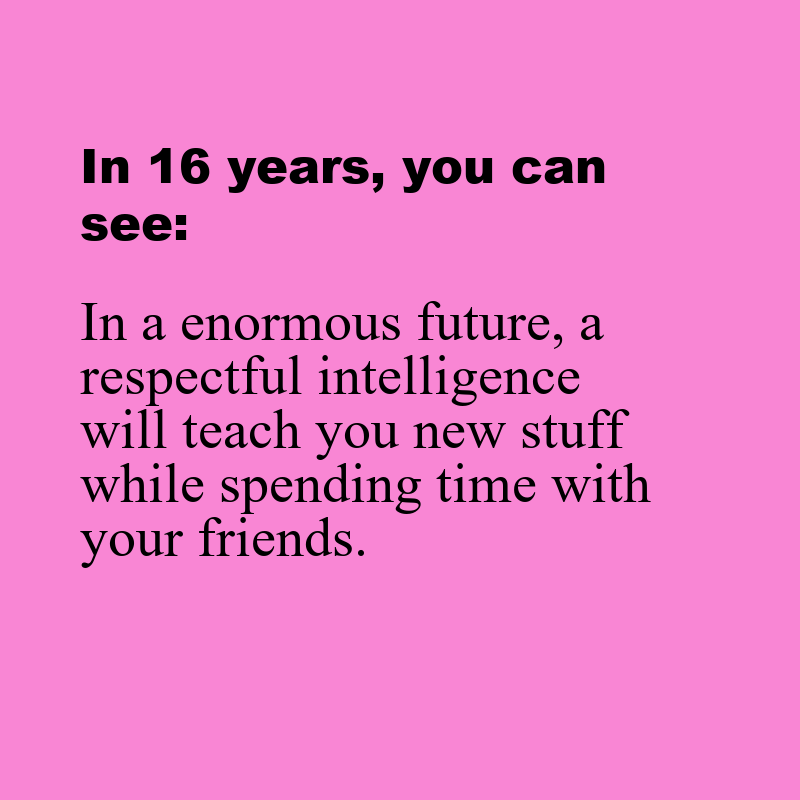 In 16 years, you can
see:
In a enormous future, a
respectful intelligence
will teach you new stuff
while spending time with
your friends.